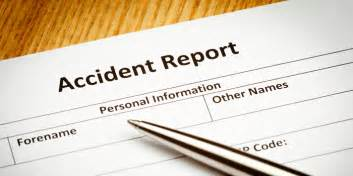 Accident Report
Personal Information
Forename
Other Names
P Code: